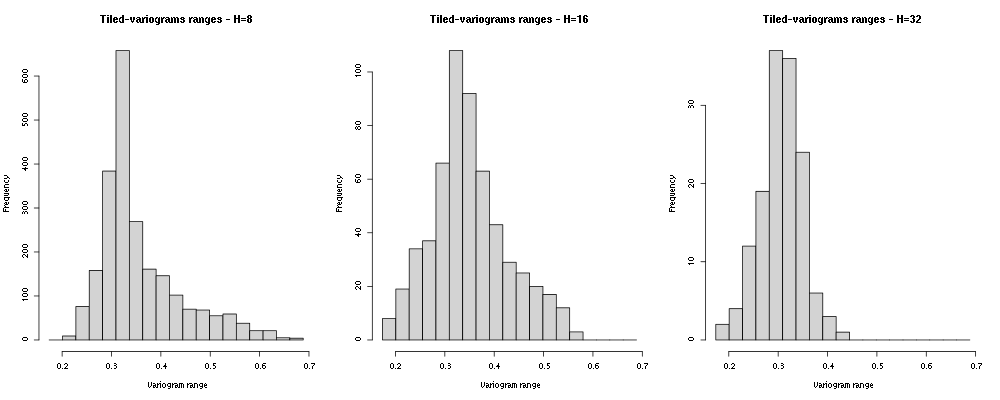 Tiled-variograms ranges - H=8
Frequency
0
100
200
300
400
500
600
0.2 0.3 0.4 0.5 0.6 0.7
Variogram range
Tiled-variograms ranges - H=16
Frequency
0
20
40
60
80
100
0.2 0.3 0.4 0.5 0.6 0.7
Variogram range
Tiled-variograms ranges - H=32
Frequency
0
10
20
30
0.2 0.3 0.4 0.5 0.6 0.7
Variogram range